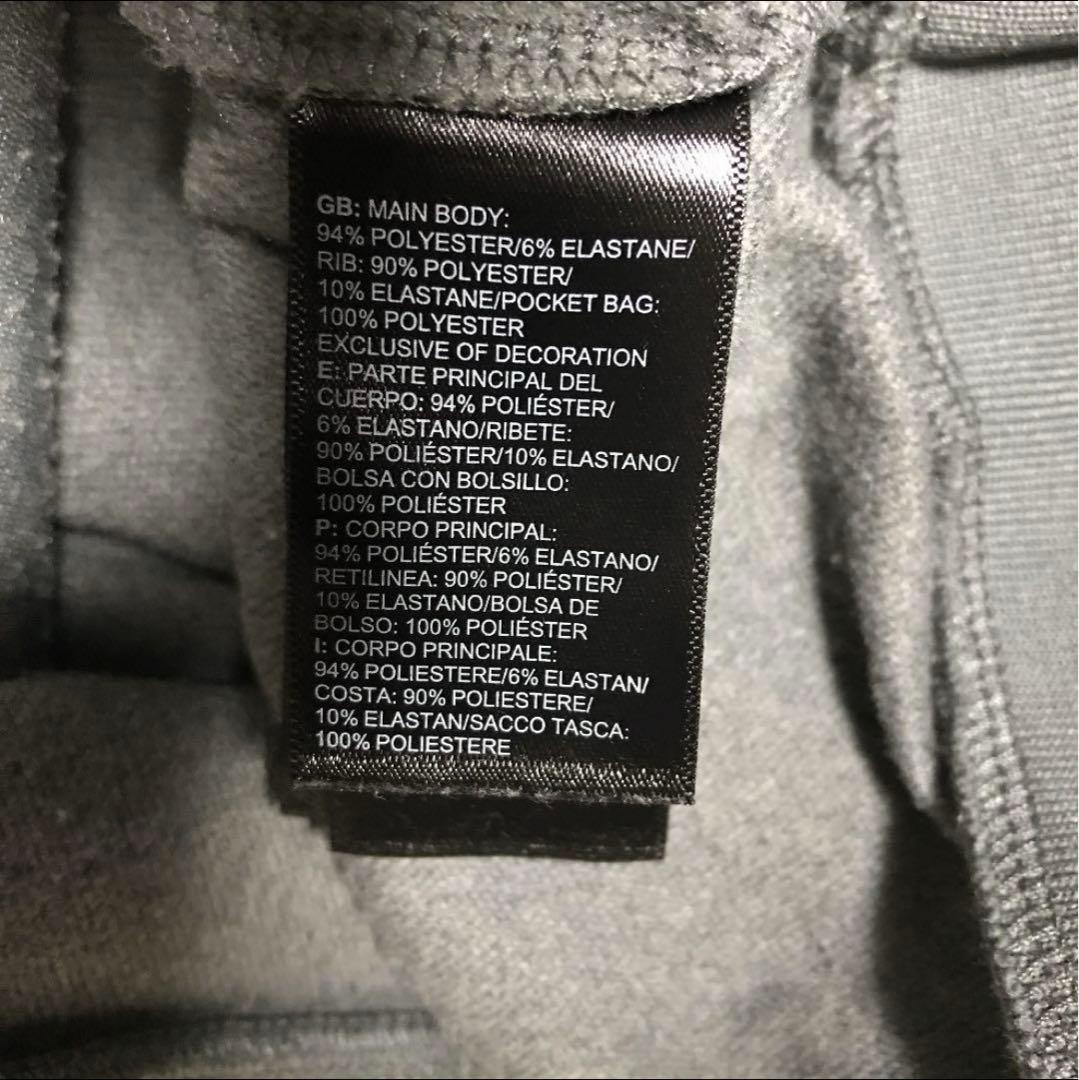 GB: MAIN BODY:
94% POLYESTER/6% ELASTANE/
RIB: 90% POLYESTER/
10% ELASTANE/POCKET BAG:
100% POLYESTER
EXCLUSIVE OF DECORATION
E: PARTE PRINCIPAL DEL
CUERPO: 94% POLIÉSTER/
6% ELASTANO/RIBETE:
90% POLIÉSTER/10% ELASTANO/
BOLSA CON BOLSILLO:
100% POLIÉSTER
P: CORPO PRINCIPAL:
94% POLIÉSTER/6% ELASTANO/
RETILINEA: 90% POLIÉSTER/
10% ELASTANO/BOLSA DE
BOLSO: 100% POLIÉSTER
I: CORPO PRINCIPALE:
94% POLIESTERE/6% ELASTAN/
COSTA: 90% POLIESTERE/
10% ELASTAN/SACCO TASCA:
100% POLIESTERE